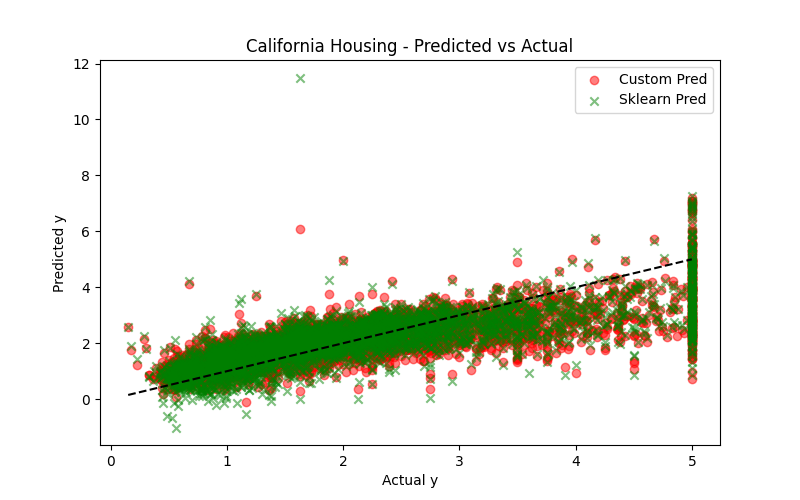 California Housing - Predicted vs Actual
Custom Pred
Sklearn Pred
12
10
8
6
4
2
0
Predicted y
0 1 2 3 4 5
Actual y